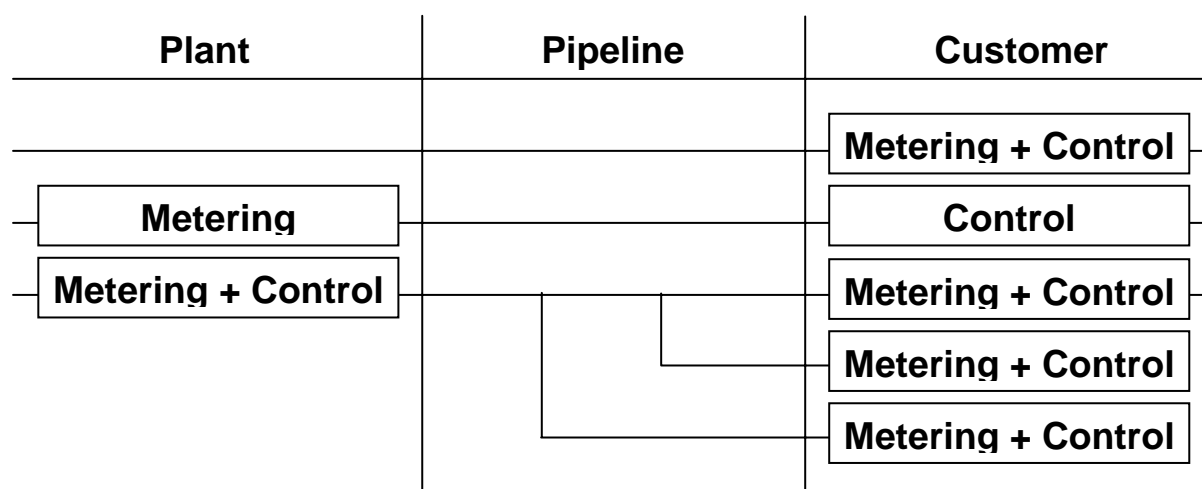 Plant Pipeline Customer
Metering + Control
Metering Control
Metering + Control Metering + Control
Metering + Control
Metering + Control